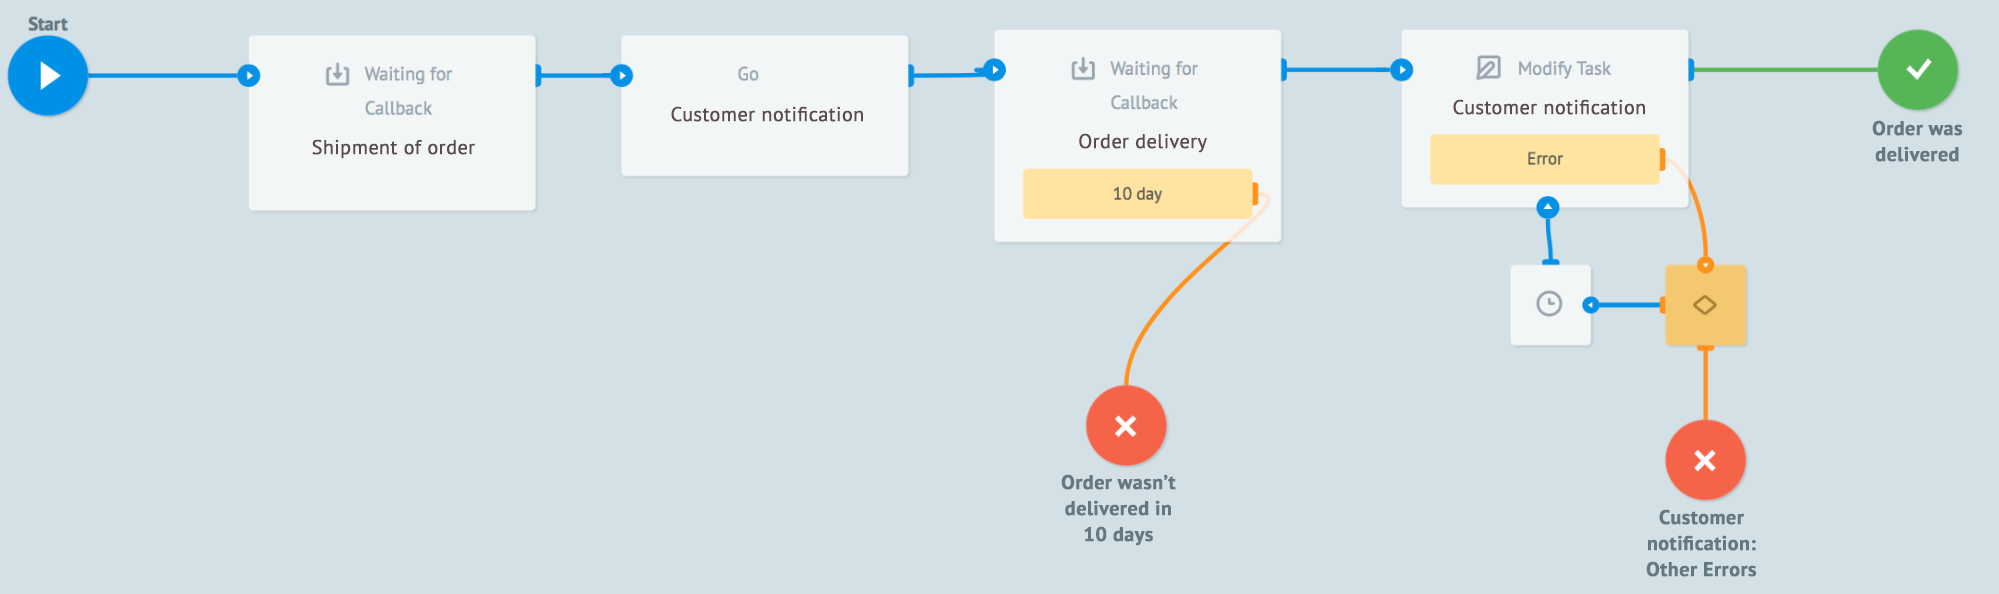 Start
Waiting for
Callback
Shipment of order
Go
Customer notification
Waiting for
Callback
Order delivery
10 day
Modify Task
Customer notification
Error
Order was
delivered
Order wasn't
delivered in
10 days
Customer
notification:
Other Errors